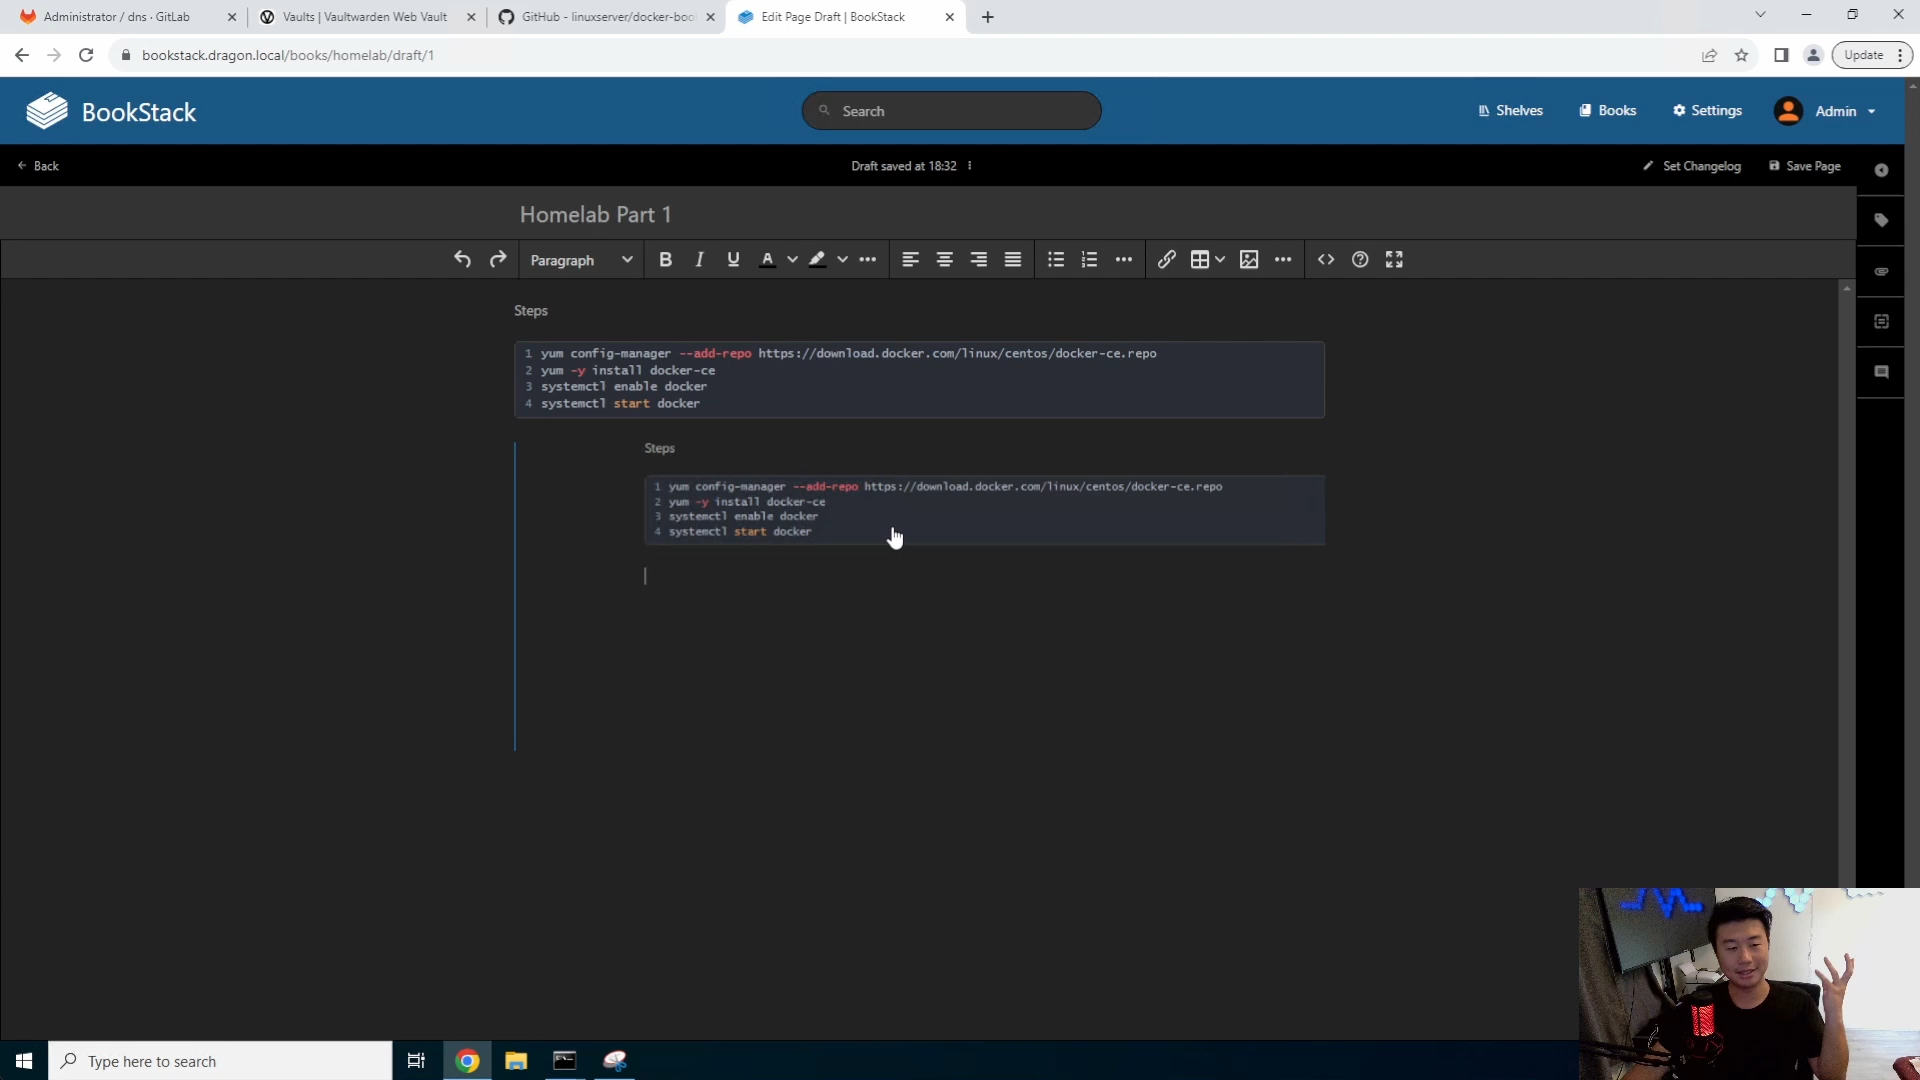 Administrator / dns · GitLab
Vaults | Vaultwarden Web Vault
GitHub - linuxserver/docker-boo
Edit Page Draft | BookStack
bookstack.dragon.local/books/homelab/draft/1
Update
BookStack
Search
Shelves
Books
Settings
Admin
Back
Draft saved at 18:32
Set Changelog
Save Page
Homelab Part 1
Paragraph
B I U A
Steps
1 yum config-manager --add-repo https://download.docker.com/linux/centos/docker-ce.repo
2 yum -y install docker-ce
3 systemctl enable docker
4 systemctl start docker
Steps
1 yum config-manager --add-repo https://download.docker.com/linux/centos/docker-ce.repo
2 yum -y install docker-ce
3 systemctl enable docker
4 systemctl start docker
Type here to search